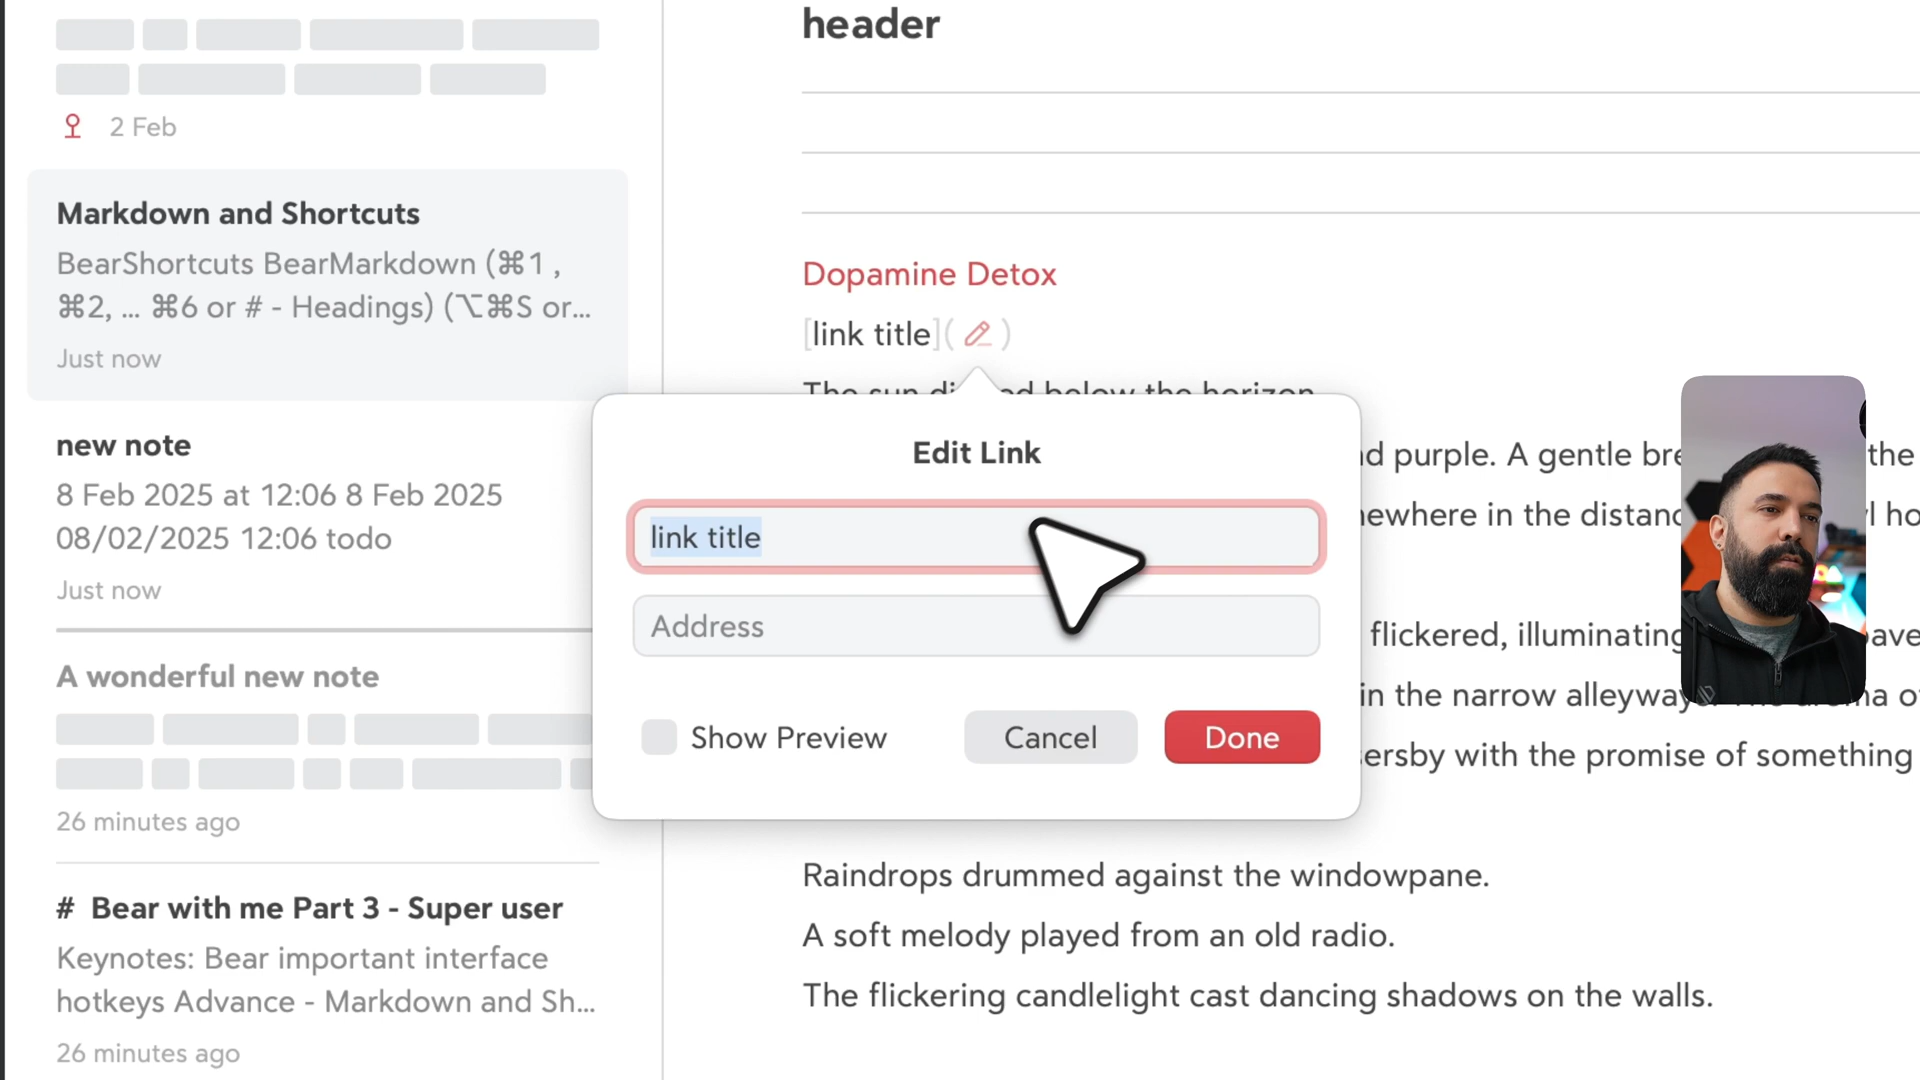 2 Feb
Markdown and Shortcuts
BearShortcuts BearMarkdown (⌘1 ,
⌘2, ... ⌘6 or # - Headings) (⌥⌘S or...
Just now
new note
8 Feb 2025 at 12:06 8 Feb 2025
08/02/2025 12:06 todo
Just now
A wonderful new note
26 minutes ago
# Bear with me Part 3 - Super user
Keynotes: Bear important interface
hotkeys Advance - Markdown and Sh...
26 minutes ago
header
Dopamine Detox
[link title]( )
The sun below the horizon
purple. A gentle the
in the
Edit Link
link title
Address
Show Preview
Cancel
Done
flickered, illuminating
in the narrow
with the promise of something
Raindrops drummed against the windowpane.
A soft melody played from an old radio.
The flickering candlelight cast dancing shadows on the walls.